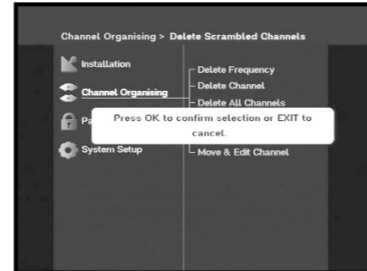 Channel Organising > Delete Scrambled Channels
Installation
Channel Organising
Pa
System Setup
Delete Frequency
Delete Channel
Delete All Channels
Press OK to confirm selection or EXIT to
cancel.
Move & Edit Channel